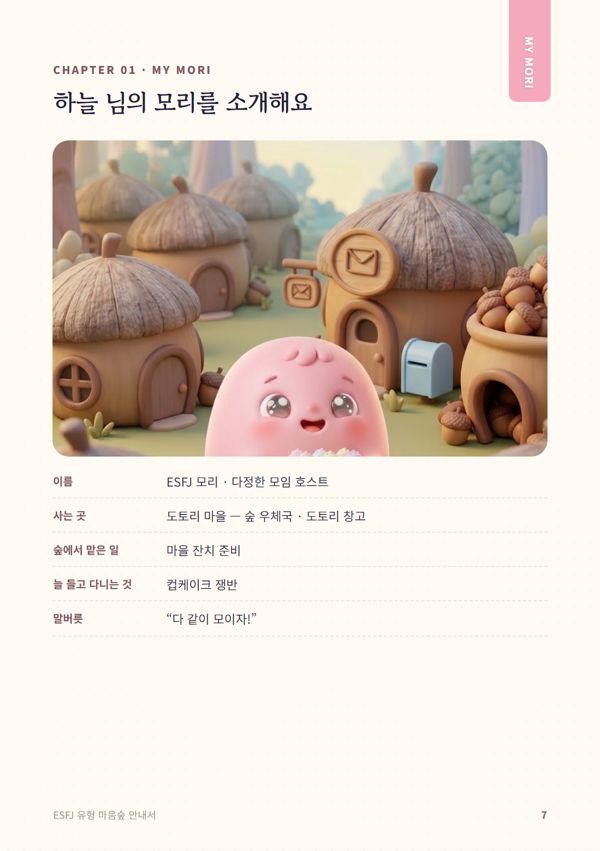 MY MORI
CHAPTER 01 · MY MORI
하늘 님의 모리를 소개해요
이름 ESFJ 모리 · 다정한 모임 호스트
사는 곳 도토리 마을 — 숲 우체국 · 도토리 창고
숲에서 맡은 일 마을 잔치 준비
늘 들고 다니는 것 컵케이크 쟁반
말버릇 “다 같이 모이자!”
ESFJ 유형 마음숲 안내서 7